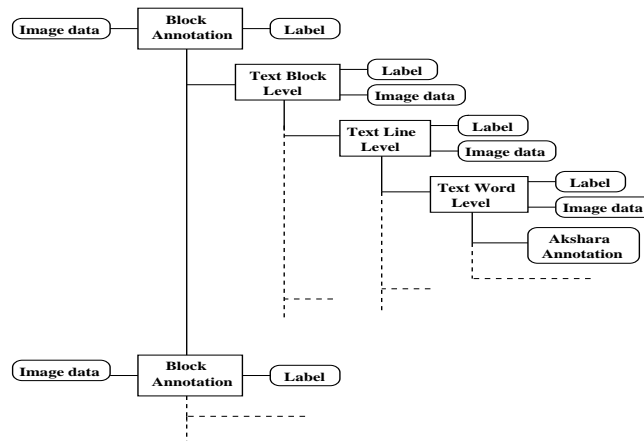 Block
Annotation
Image data
Label
Text Block
Level
Label
Image data
Text Line
Level
Label
Image data
Text Word
Level
Label
Image data
Akshara
Annotation
Block
Annotation
Image data
Label